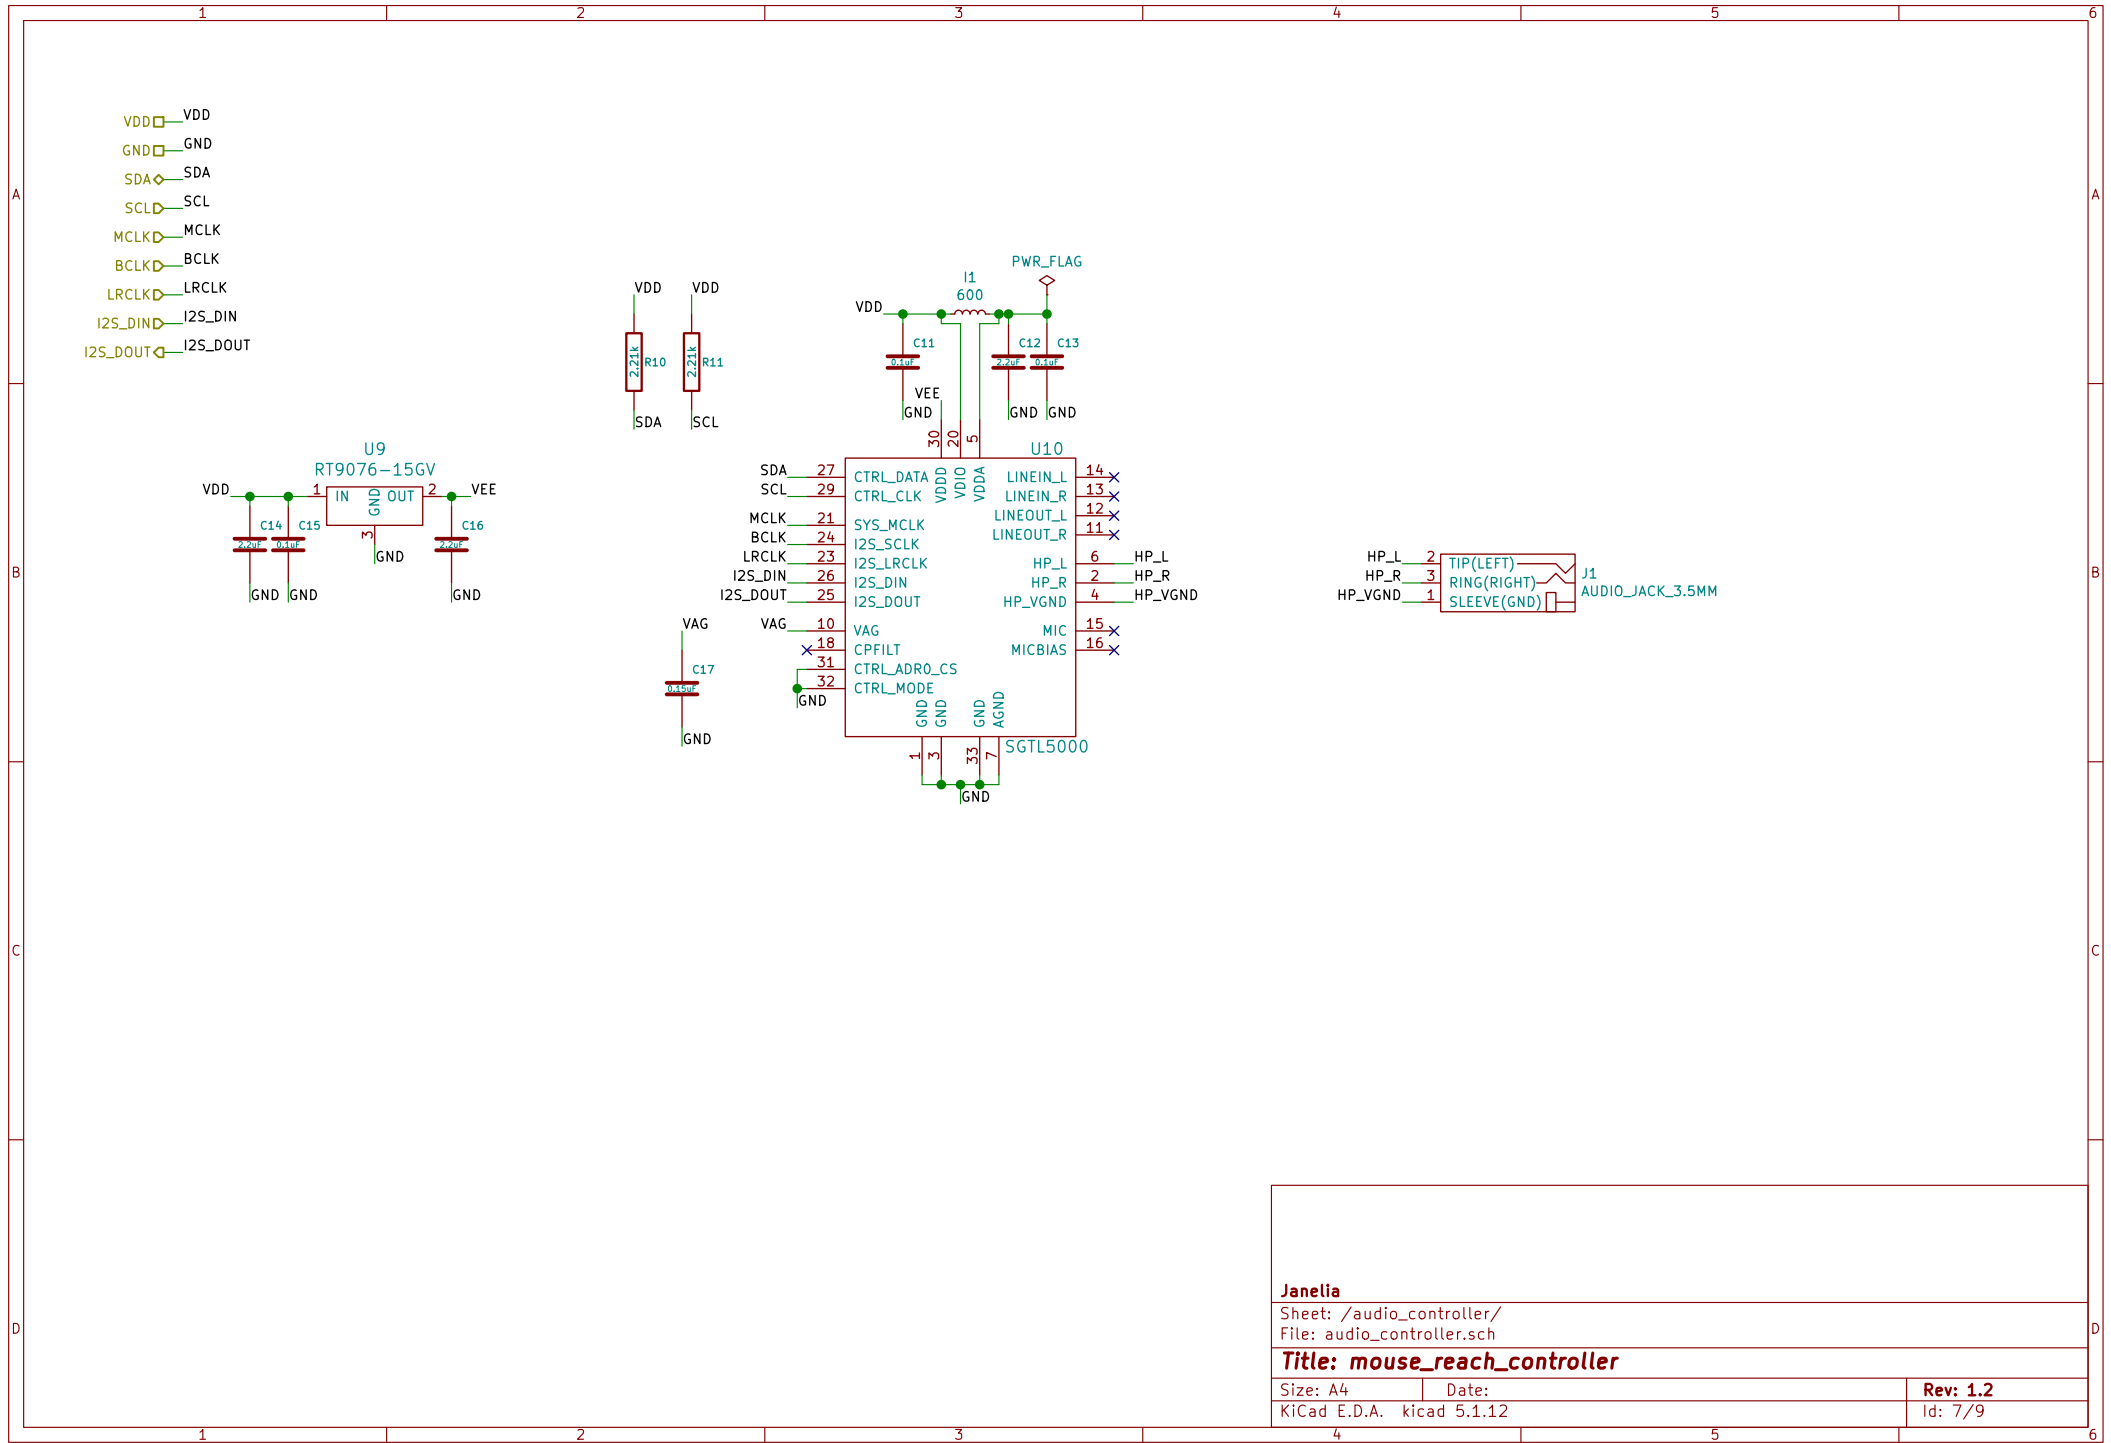 1 2 3 4 5 6
A A
B B
C C
D D
VDD VDD
GND GND
SDA SDA
SCL SCL
MCLK MCLK
BCLK BCLK
LRCLK LRCLK
I2S_DIN I2S_DIN
I2S_DOUT I2S_DOUT
VDD VDD
2.21k R10 2.21k R11
SDA SCL
PWR_FLAG
I1
600
VDD
C11 C12 C13
0.1uF 2.2uF 0.1uF
VEE
GND GND GND
U9
RT9076-15GV
VDD 1 IN GND OUT 2 VEE
3
GND
C14 C15 C16
2.2uF 0.1uF 2.2uF
GND GND GND
VAG
C17
0.15uF
GND
30 20 5
U10
VDDD VDIO VDDA
SDA 27 CTRL_DATA
SCL 29 CTRL_CLK
MCLK 21 SYS_MCLK
BCLK 24 I2S_SCLK
LRCLK 23 I2S_LRCLK
I2S_DIN 26 I2S_DIN
I2S_DOUT 25 I2S_DOUT
VAG 10 VAG
18 CPFILT
31 CTRL_ADR0_CS
32 CTRL_MODE
GND
LINEIN_L 14
LINEIN_R 13
LINEOUT_L 12
LINEOUT_R 11
HP_L 6 HP_L
HP_R 2 HP_R
HP_VGND 4 HP_VGND
MIC 15
MICBIAS 16
GND GND GND AGND
1 3 33 7
SGTL5000
GND
HP_L 2 TIP(LEFT)
HP_R 3 RING(RIGHT)
HP_VGND 1 SLEEVE(GND)
J1
AUDIO_JACK_3.5MM
Janelia
Sheet: /audio_controller/
File: audio_controller.sch
Title: mouse_reach_controller
Size: A4 Date: Rev: 1.2
KiCad E.D.A. kicad 5.1.12 Id: 7/9
1 2 3 4 5 6